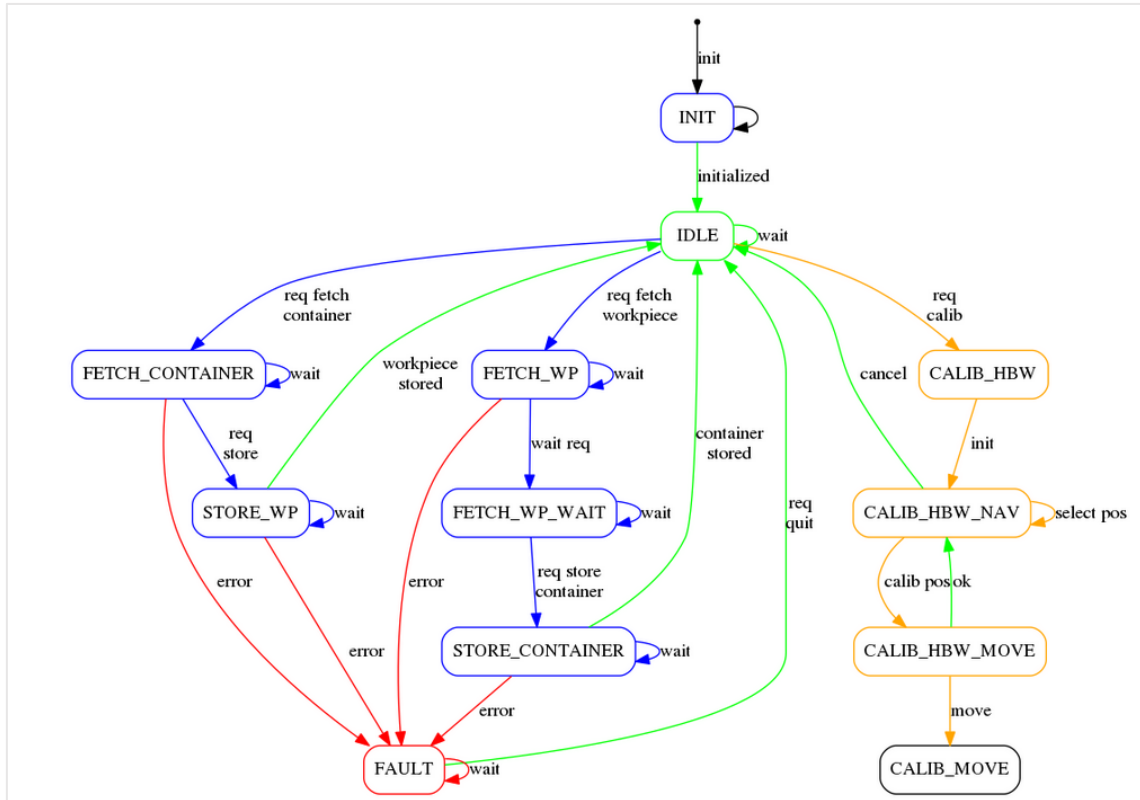 init
INIT
initialized
IDLE
wait
req fetch
container
req fetch
workpiece
req
calib
FETCH_CONTAINER
wait
workpiece
stored
FETCH_WP
wait
cancel
CALIB_HBW
req
store
wait req
container
stored
init
STORE_WP
wait
FETCH_WP_WAIT
wait
req
quit
CALIB_HBW_NAV
select pos
error
error
req store
container
calib pos
ok
error
STORE_CONTAINER
wait
CALIB_HBW_MOVE
error
move
FAULT
wait
CALIB_MOVE